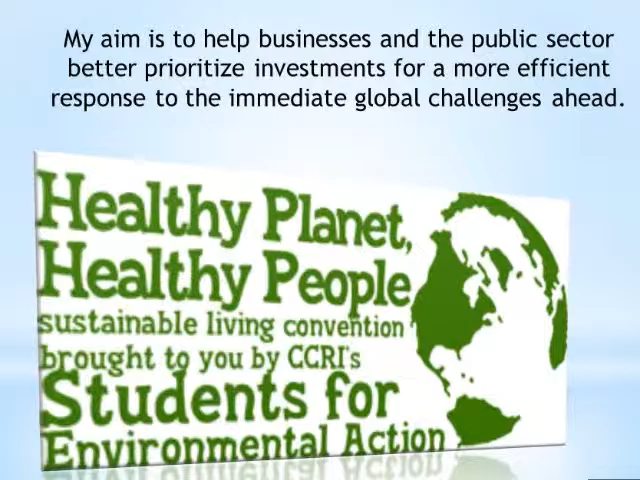 My aim is to help businesses and the public sector
better prioritize investments for a more efficient
response to the immediate global challenges ahead.
Healthy Planet,
Healthy People
sustainable living convention
brought to you by CCRI's
Students for
Environmental Action